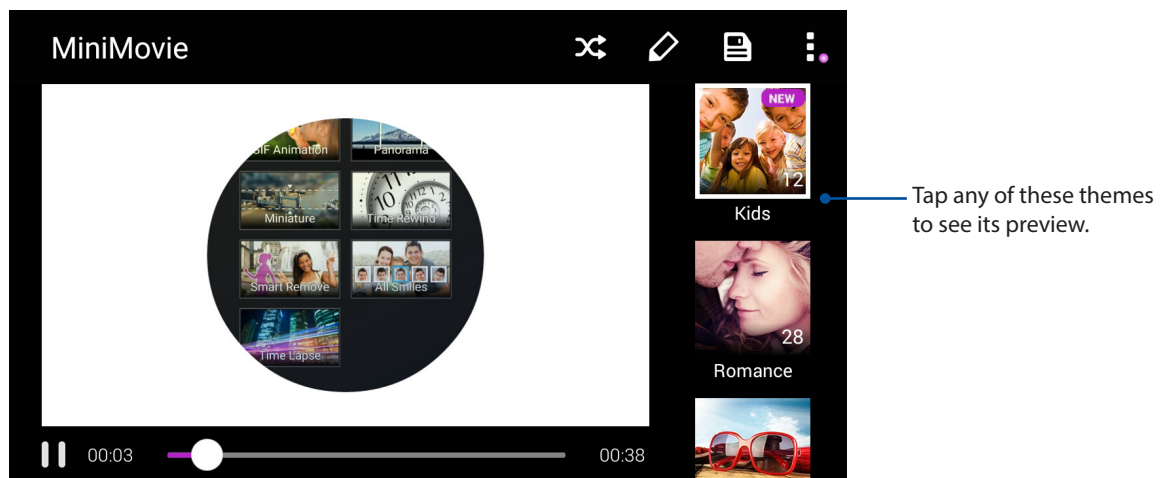 MiniMovie
GIF Animation
Panorama
Miniature
Time Rewind
Smart Remove
All Smiles
Time Lapse
00:03
00:38
NEW
12
Kids
28
Romance
Tap any of these themes
to see its preview.